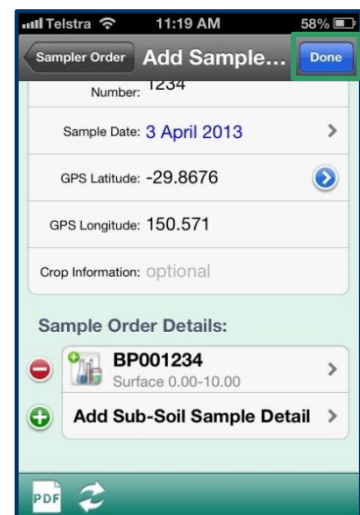 Telstra 11:19 AM 58%
Sampler Order Add Sample... Done
Number: 1234
Sample Date: 3 April 2013
GPS Latitude: -29.8676
GPS Longitude: 150.571
Crop Information: optional
Sample Order Details:
BP001234
Surface 0.00-10.00
Add Sub-Soil Sample Detail
PDF